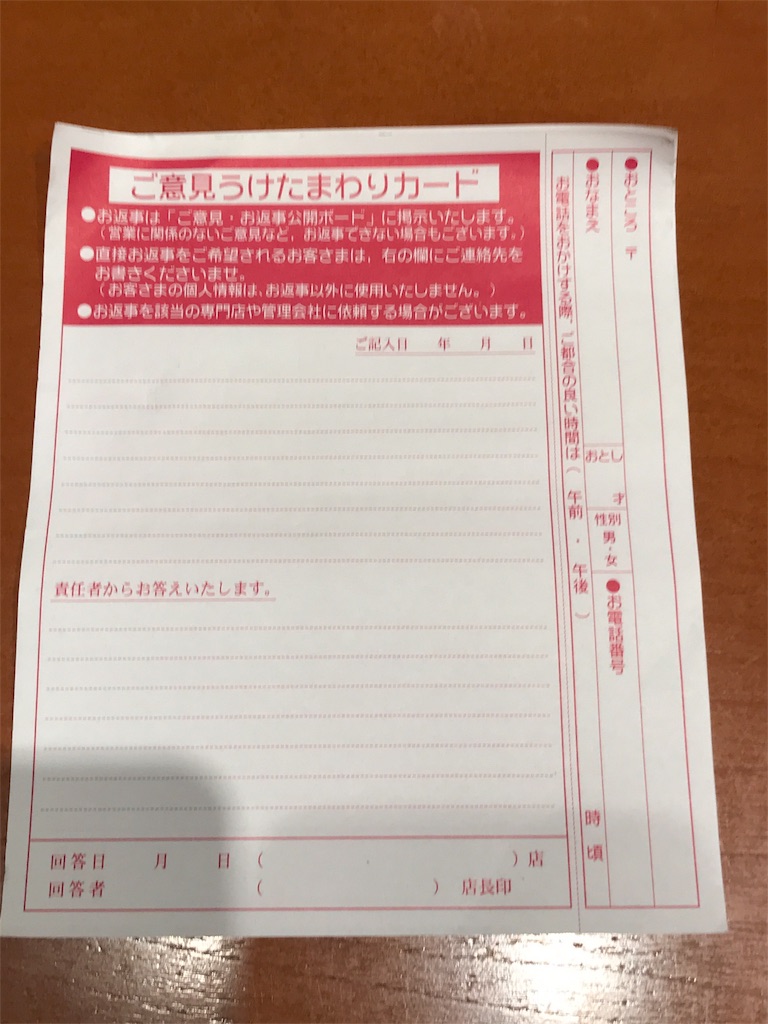 ご意見うけたまわりカード
●お返事は「ご意見・お返事公開ボード」に掲示いたします。
（営業に関係のないご意見など、お返事できない場合もございます。）
●直接お返事をご希望されるお客さまは、右の欄にご連絡先を
お書きくださいませ。
（お客さまの個人情報は、お返事以外に使用いたしません。）
●お返事を該当の専門店や管理会社に依頼する場合がございます。
ご記入日　年　月　日
責任者からお答えいたします。
回答日　月　日（　）店
回答者　（　）店長印
●おところ 〒
●おなまえ
おとし
才
性別
男・女
●お電話番号
お電話をおかけする際、ご都合の良い時間は（午前・午後）
時頃